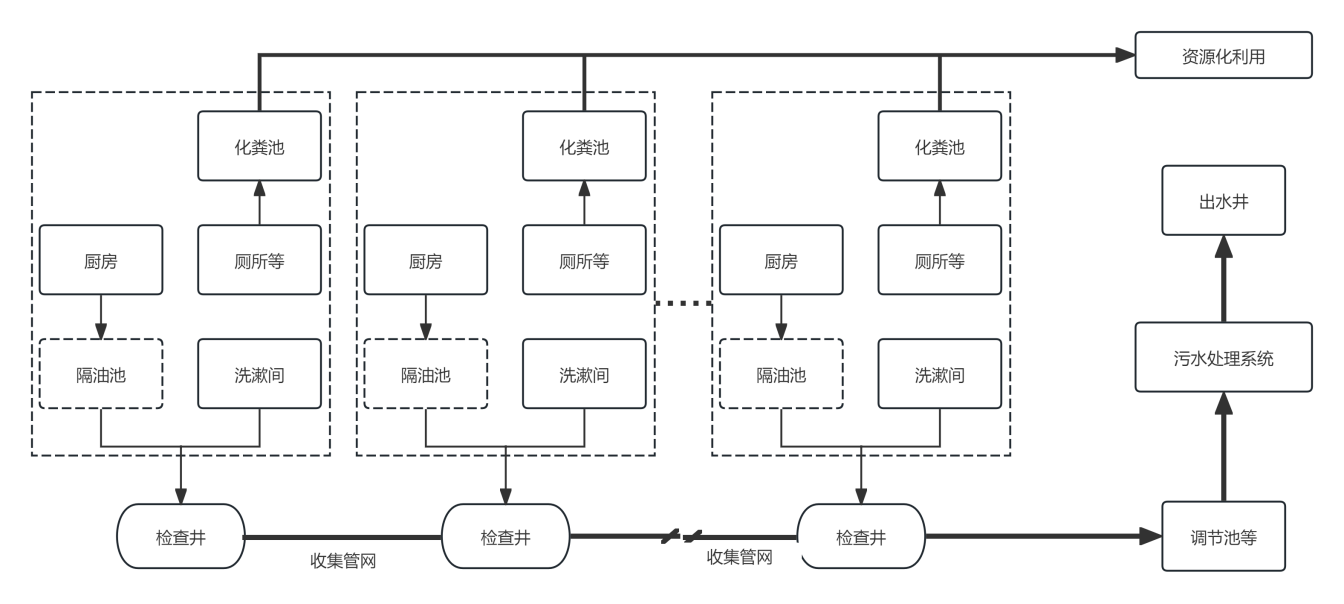 资源化利用
化粪池
化粪池
化粪池
出水井
厨房
厕所等
厨房
厕所等
厨房
厕所等
污水处理系统
隔油池
洗漱间
隔油池
洗漱间
隔油池
洗漱间
检查井
检查井
检查井
调节池等
收集管网
收集管网